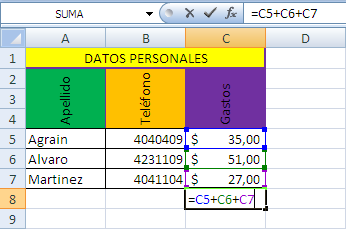 SUMA fx =C5+C6+C7
A B C D
1 DATOS PERSONALES
2
3 Apellido Teléfono Gastos
4
5 Agrain 4040409 $ 35,00
6 Alvaro 4231109 $ 51,00
7 Martinez 4041104 $ 27,00
8 =C5+C6+C7
9